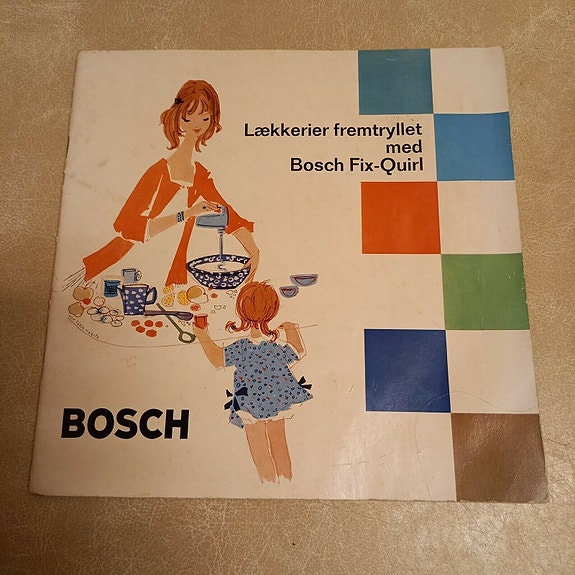 Lækkerier fremtryllet
med
Bosch Fix-Quirl
BOSCH